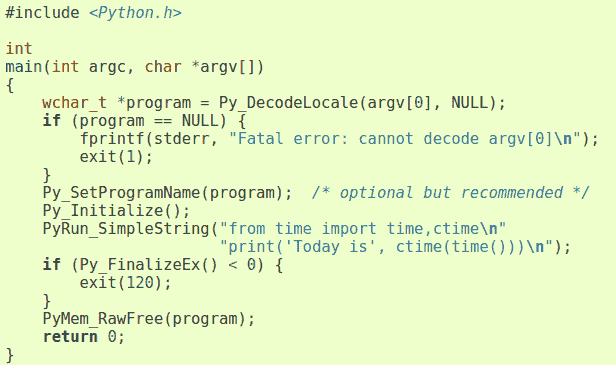 #include <Python.h>

int
main(int argc, char *argv[])
{
    wchar_t *program = Py_DecodeLocale(argv[0], NULL);
    if (program == NULL) {
        fprintf(stderr, "Fatal error: cannot decode argv[0]\n");
        exit(1);
    }
    Py_SetProgramName(program);  /* optional but recommended */
    Py_Initialize();
    PyRun_SimpleString("from time import time,ctime\n"
                       "print('Today is', ctime(time()))\n");
    if (Py_FinalizeEx() < 0) {
        exit(120);
    }
    PyMem_RawFree(program);
    return 0;
}